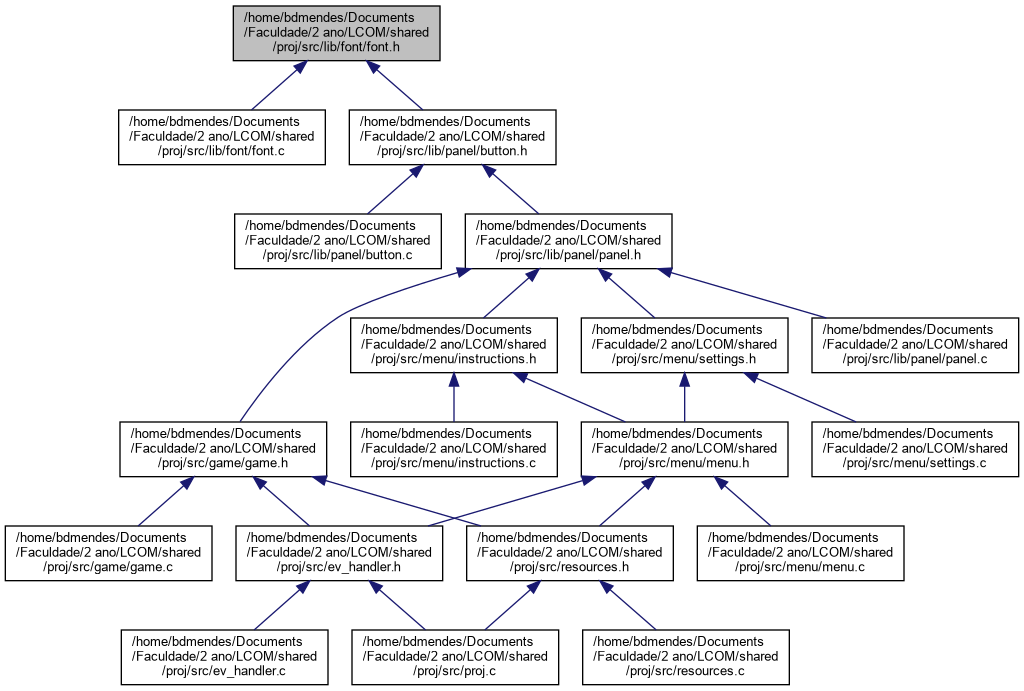 /home/bdmendes/Documents
/Faculdade/2 ano/LCOM/shared
/proj/src/lib/font/font.h
/home/bdmendes/Documents
/Faculdade/2 ano/LCOM/shared
/proj/src/lib/font/font.c
/home/bdmendes/Documents
/Faculdade/2 ano/LCOM/shared
/proj/src/lib/panel/button.h
/home/bdmendes/Documents
/Faculdade/2 ano/LCOM/shared
/proj/src/lib/panel/button.c
/home/bdmendes/Documents
/Faculdade/2 ano/LCOM/shared
/proj/src/lib/panel/panel.h
/home/bdmendes/Documents
/Faculdade/2 ano/LCOM/shared
/proj/src/menu/instructions.h
/home/bdmendes/Documents
/Faculdade/2 ano/LCOM/shared
/proj/src/menu/settings.h
/home/bdmendes/Documents
/Faculdade/2 ano/LCOM/shared
/proj/src/lib/panel/panel.c
/home/bdmendes/Documents
/Faculdade/2 ano/LCOM/shared
/proj/src/game/game.h
/home/bdmendes/Documents
/Faculdade/2 ano/LCOM/shared
/proj/src/menu/instructions.c
/home/bdmendes/Documents
/Faculdade/2 ano/LCOM/shared
/proj/src/menu/menu.h
/home/bdmendes/Documents
/Faculdade/2 ano/LCOM/shared
/proj/src/menu/settings.c
/home/bdmendes/Documents
/Faculdade/2 ano/LCOM/shared
/proj/src/game/game.c
/home/bdmendes/Documents
/Faculdade/2 ano/LCOM/shared
/proj/src/ev_handler.h
/home/bdmendes/Documents
/Faculdade/2 ano/LCOM/shared
/proj/src/resources.h
/home/bdmendes/Documents
/Faculdade/2 ano/LCOM/shared
/proj/src/menu/menu.c
/home/bdmendes/Documents
/Faculdade/2 ano/LCOM/shared
/proj/src/ev_handler.c
/home/bdmendes/Documents
/Faculdade/2 ano/LCOM/shared
/proj/src/proj.c
/home/bdmendes/Documents
/Faculdade/2 ano/LCOM/shared
/proj/src/resources.c